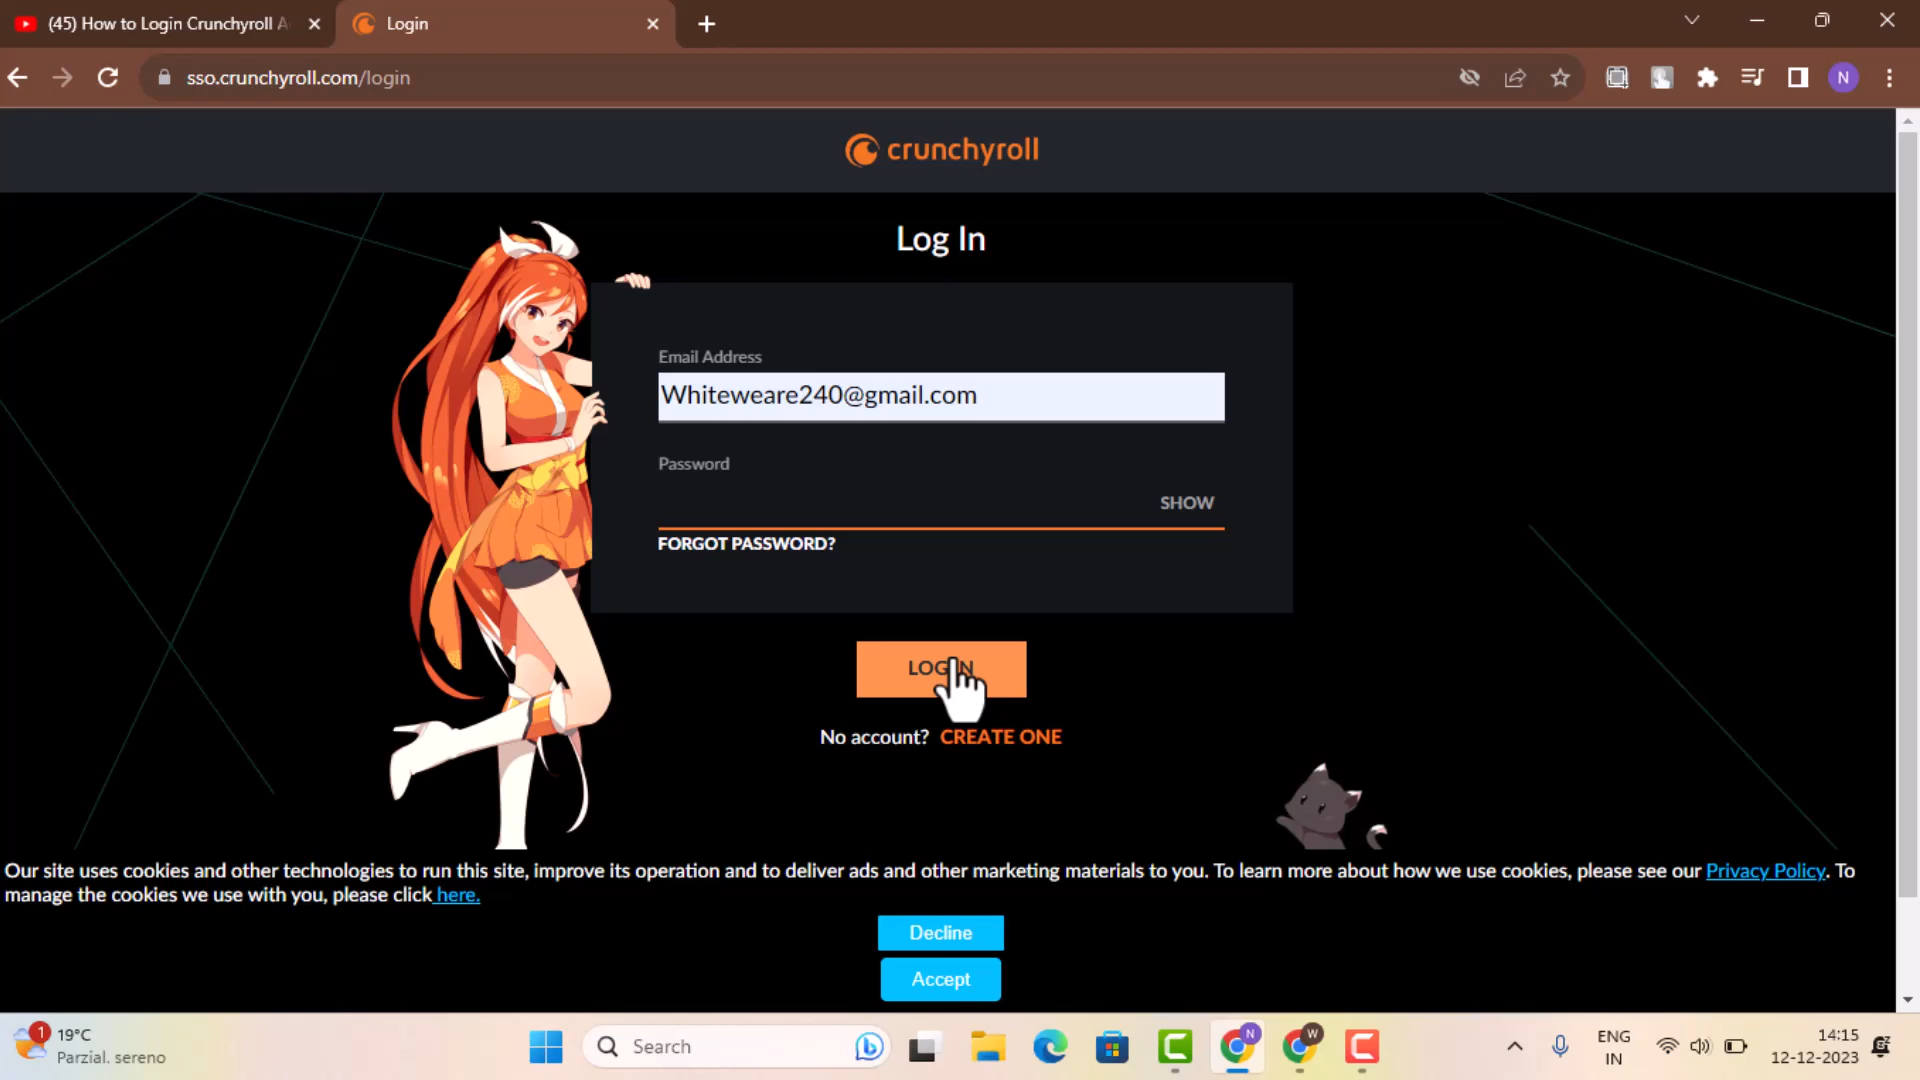 (45) How to Login Crunchyroll A
Login
sso.crunchyroll.com/login
N
crunchyroll
Log In
Email Address
Whiteweare240@gmail.com
Password
SHOW
FORGOT PASSWORD?
LOG IN
No account? CREATE ONE
Our site uses cookies and other technologies to run this site, improve its operation and to deliver ads and other marketing materials to you. To learn more about how we use cookies, please see our Privacy Policy. To
manage the cookies we use with you, please click here.
Decline
Accept
1
19°C
Parzial. sereno
Search
N
W
ENG
IN
14:15
12-12-2023